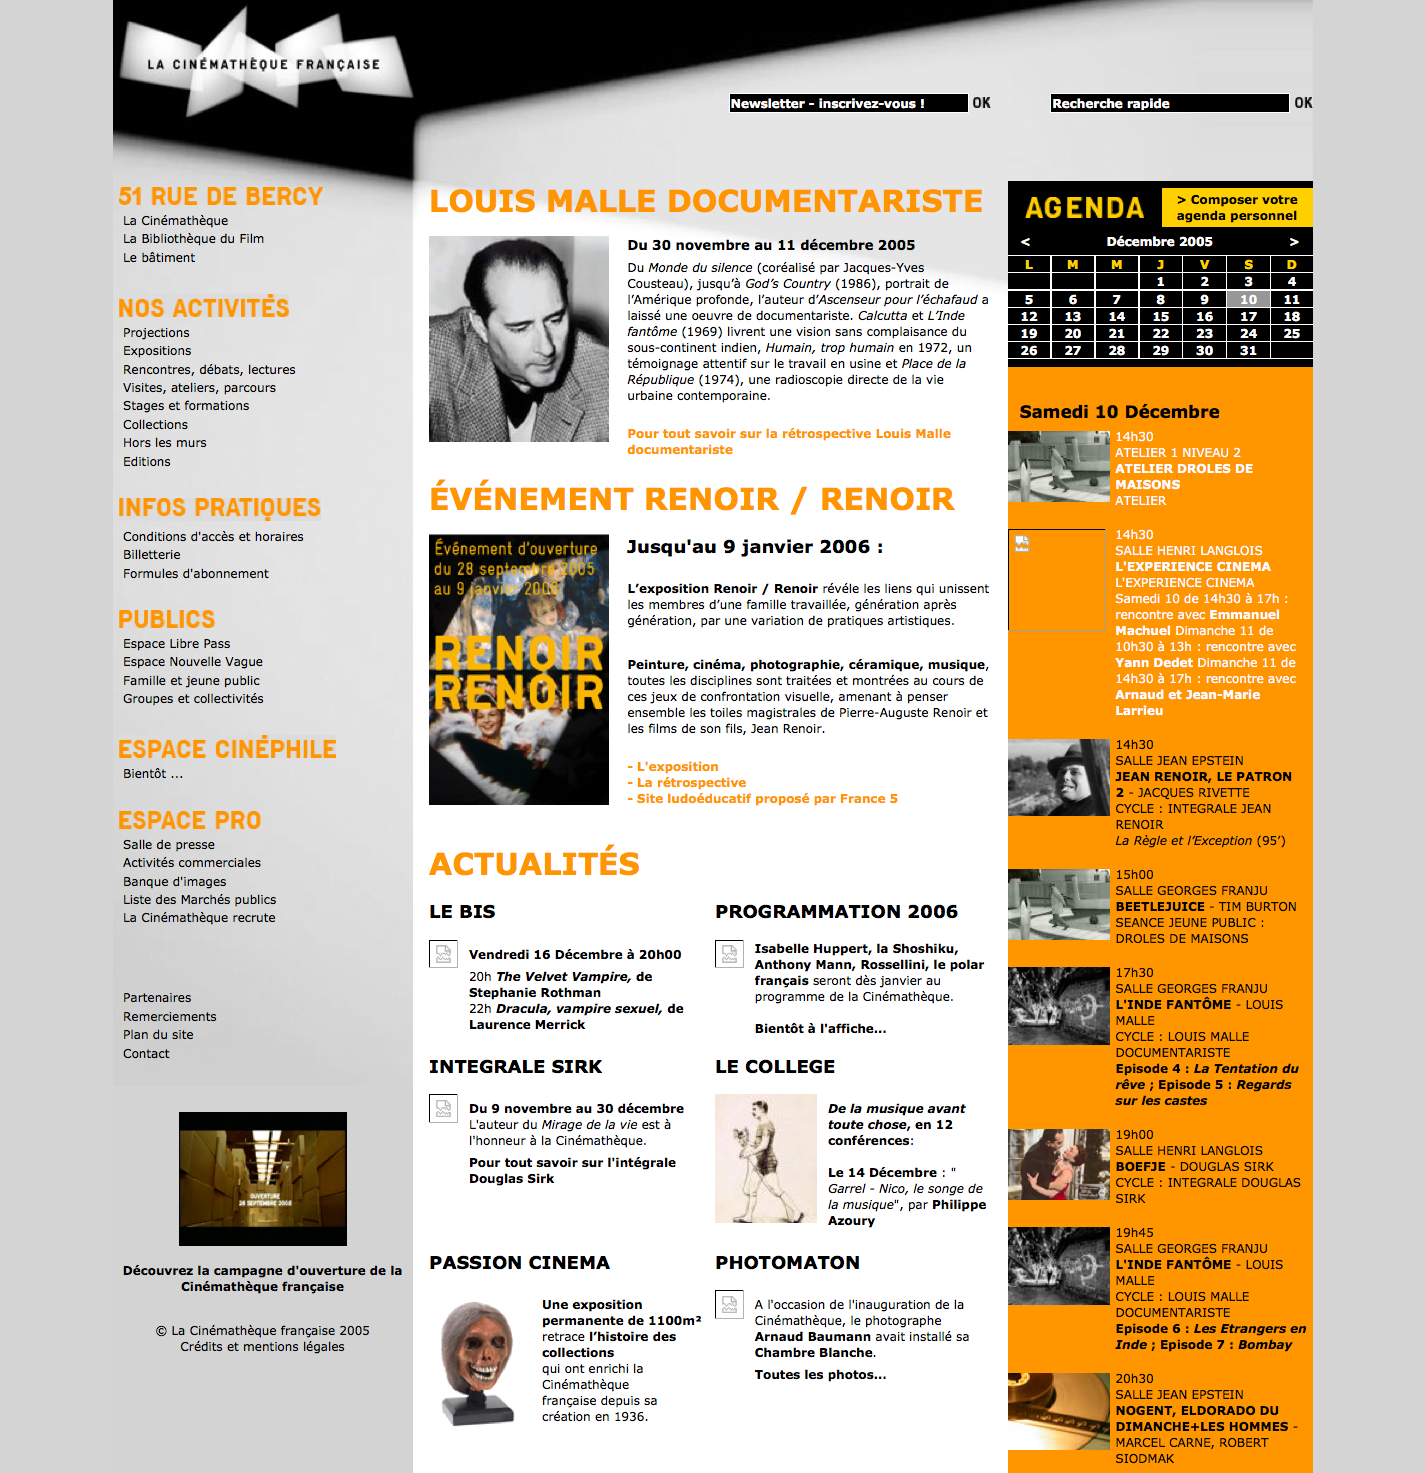 LA CINÉMATHÈQUE FRANÇAISE
Newsletter - inscrivez-vous !
OK
Recherche rapide
OK
51 RUE DE BERCY
La Cinémathèque
La Bibliothèque du Film
Le bâtiment
NOS ACTIVITÉS
Projections
Expositions
Rencontres, débats, lectures
Visites, ateliers, parcours
Stages et formations
Collections
Hors les murs
Editions
INFOS PRATIQUES
Conditions d'accès et horaires
Billetterie
Formules d'abonnement
PUBLICS
Espace Libre Pass
Espace Nouvelle Vague
Famille et jeune public
Groupes et collectivités
ESPACE CINÉPHILE
Bientôt ...
ESPACE PRO
Salle de presse
Activités commerciales
Banque d'images
Liste des Marchés publics
La Cinémathèque recrute
Partenaires
Remerciements
Plan du site
Contact
OUVERTURE
28 SEPTEMBRE 2005
Découvrez la campagne d'ouverture de la
Cinémathèque française
© La Cinémathèque française 2005
Crédits et mentions légales
LOUIS MALLE DOCUMENTARISTE
Du 30 novembre au 11 décembre 2005
Du Monde du silence (coréalisé par Jacques-Yves
Cousteau), jusqu’à God’s Country (1986), portrait de
l’Amérique profonde, l’auteur d’Ascenseur pour l’échafaud a
laissé une oeuvre de documentariste. Calcutta et L’Inde
fantôme (1969) livrent une vision sans complaisance du
sous-continent indien, Humain, trop humain en 1972, un
témoignage attentif sur le travail en usine et Place de la
République (1974), une radioscopie directe de la vie
urbaine contemporaine.
Pour tout savoir sur la rétrospective Louis Malle
documentariste
ÉVÉNEMENT RENOIR / RENOIR
Événement d'ouverture
du 28 septembre 2005
au 9 janvier 2006
RENOIR
RENOIR
Jusqu'au 9 janvier 2006 :
L’exposition Renoir / Renoir révéle les liens qui unissent
les membres d’une famille travaillée, génération après
génération, par une variation de pratiques artistiques.
Peinture, cinéma, photographie, céramique, musique,
toutes les disciplines sont traitées et montrées au cours de
ces jeux de confrontation visuelle, amenant à penser
ensemble les toiles magistrales de Pierre-Auguste Renoir et
les films de son fils, Jean Renoir.
- L'exposition
- La rétrospective
- Site ludoéducatif proposé par France 5
ACTUALITÉS
LE BIS
Vendredi 16 Décembre à 20h00
20h The Velvet Vampire, de
Stephanie Rothman
22h Dracula, vampire sexuel, de
Laurence Merrick
PROGRAMMATION 2006
Isabelle Huppert, la Shoshiku,
Anthony Mann, Rossellini, le polar
français seront dès janvier au
programme de la Cinémathèque.
Bientôt à l'affiche...
INTEGRALE SIRK
Du 9 novembre au 30 décembre
L'auteur du Mirage de la vie est à
l'honneur à la Cinémathèque.
Pour tout savoir sur l'intégrale
Douglas Sirk
LE COLLEGE
De la musique avant
toute chose, en 12
conférences:
Le 14 Décembre : "
Garrel - Nico, le songe de
la musique", par Philippe
Azoury
PASSION CINEMA
Une exposition
permanente de 1100m²
retrace l’histoire des
collections
qui ont enrichi la
Cinémathèque
française depuis sa
création en 1936.
PHOTOMATON
A l'occasion de l'inauguration de la
Cinémathèque, le photographe
Arnaud Baumann avait installé sa
Chambre Blanche.
Toutes les photos...
AGENDA
> Composer votre
agenda personnel
< Décembre 2005 >
L M M J V S D
1 2 3 4
5 6 7 8 9 10 11
12 13 14 15 16 17 18
19 20 21 22 23 24 25
26 27 28 29 30 31
Samedi 10 Décembre
14h30
ATELIER 1 NIVEAU 2
ATELIER DROLES DE
MAISONS
ATELIER
14h30
SALLE HENRI LANGLOIS
L'EXPERIENCE CINEMA
L'EXPERIENCE CINEMA
Samedi 10 de 14h30 à 17h :
rencontre avec Emmanuel
Machuel Dimanche 11 de
10h30 à 13h : rencontre avec
Yann Dedet Dimanche 11 de
14h30 à 17h : rencontre avec
Arnaud et Jean-Marie
Larrieu
14h30
SALLE JEAN EPSTEIN
JEAN RENOIR, LE PATRON
2 - JACQUES RIVETTE
CYCLE : INTEGRALE JEAN
RENOIR
La Règle et l’Exception (95’)
15h00
SALLE GEORGES FRANJU
BEETLEJUICE - TIM BURTON
SEANCE JEUNE PUBLIC :
DROLES DE MAISONS
17h30
SALLE GEORGES FRANJU
L'INDE FANTÔME - LOUIS
MALLE
CYCLE : LOUIS MALLE
DOCUMENTARISTE
Episode 4 : La Tentation du
rêve ; Episode 5 : Regards
sur les castes
19h00
SALLE HENRI LANGLOIS
BOEFJE - DOUGLAS SIRK
CYCLE : INTEGRALE DOUGLAS
SIRK
19h45
SALLE GEORGES FRANJU
L'INDE FANTÔME - LOUIS
MALLE
CYCLE : LOUIS MALLE
DOCUMENTARISTE
Episode 6 : Les Etrangers en
Inde ; Episode 7 : Bombay
20h30
SALLE JEAN EPSTEIN
NOGENT, ELDORADO DU
DIMANCHE+LES HOMMES -
MARCEL CARNE, ROBERT
SIODMAK